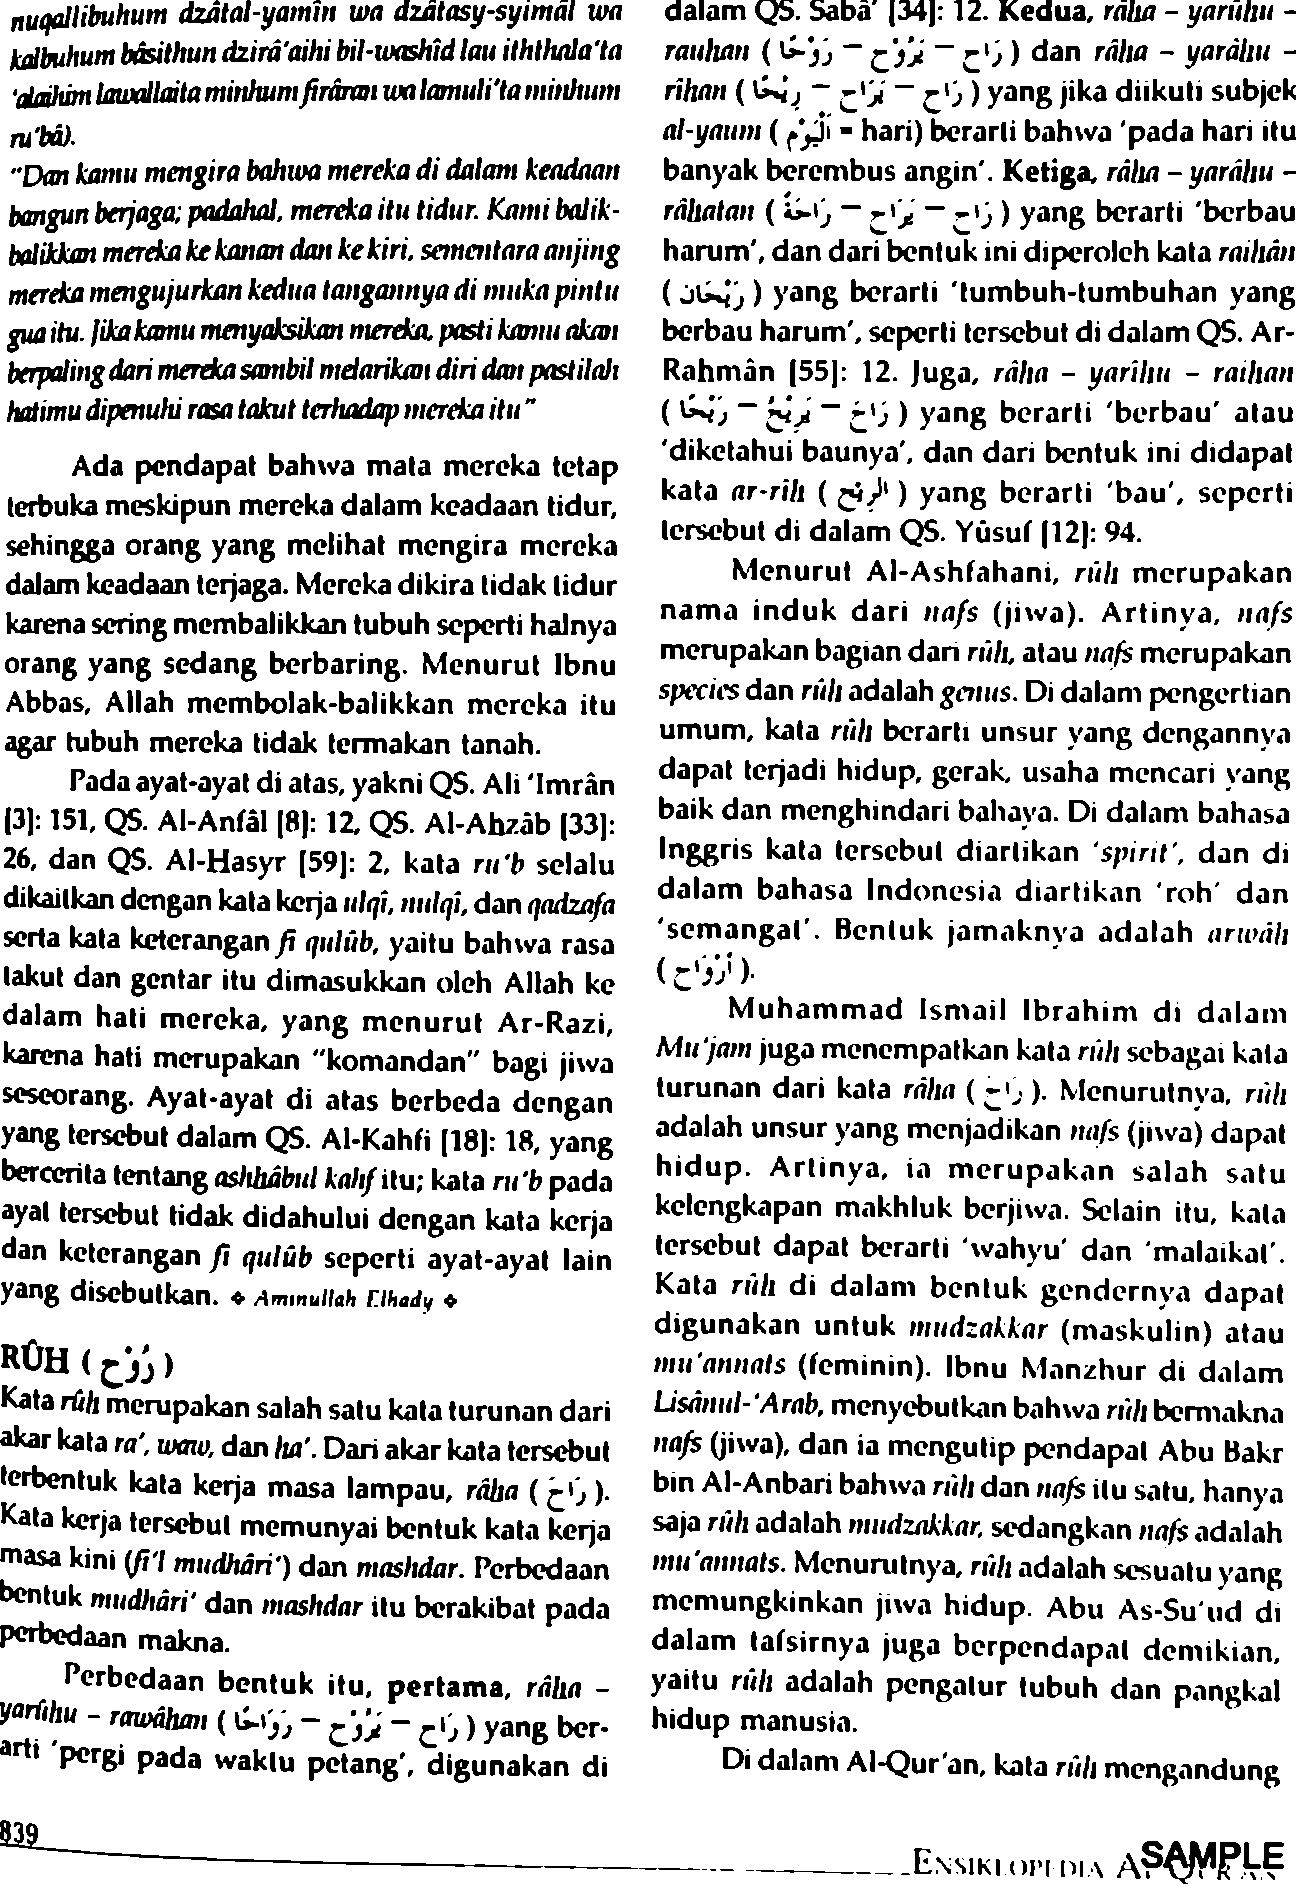 nuqallibuhum dzâtal-yamîn wa dzâtasy-syimâl wa
kalbuhum bâsithun dzirâ'aihi bil-washîd lau iththala'ta
'alaihim lawallaita minhum firâran wa lamuli'ta minhum
ru'bâ).
"Dan kamu mengira bahwa mereka di dalam keadaan
bangun berjaga; padahal, mereka itu tidur. Kami balik-
balikkan mereka ke kanan dan ke kiri, sementara anjing
mereka mengujurkan kedua tangannya di muka pintu
gua itu. Jika kamu menyaksikan mereka, pasti kamu akan
berpaling dari mereka sambil melarikan diri dan pastilah
hatimu dipenuhi rasa takut terhadap mereka itu"
Ada pendapat bahwa mata mereka tetap
terbuka meskipun mereka dalam keadaan tidur,
sehingga orang yang melihat mengira mereka
dalam keadaan terjaga. Mereka dikira tidak tidur
karena sering membalikkan tubuh seperti halnya
orang yang sedang berbaring. Menurut Ibnu
Abbas, Allah membolak-balikkan mereka itu
agar tubuh mereka tidak termakan tanah.
Pada ayat-ayat di atas, yakni QS. Ali 'Imrân
[3]: 151, QS. Al-Anfâl [8]: 12, QS. Al-Ahzâb [33]:
26, dan QS. Al-Hasyr [59]: 2, kata ru'b selalu
dikaitkan dengan kata kerja ulqî, nulqî, dan qadzafa
serta kata keterangan fî qulûb, yaitu bahwa rasa
takut dan gentar itu dimasukkan oleh Allah ke
dalam hati mereka, yang menurut Ar-Razi,
karena hati merupakan "komandan" bagi jiwa
seseorang. Ayat-ayat di atas berbeda dengan
yang tersebut dalam QS. Al-Kahfi [18]: 18, yang
bercerita tentang ashhâbul kahf itu; kata ru'b pada
ayat tersebut tidak didahului dengan kata kerja
dan keterangan fî qulûb seperti ayat-ayat lain
yang disebutkan. ❖ Aminullah Elhady ❖
RÛH (رُوْح)
Kata rûh merupakan salah satu kata turunan dari
akar kata ra', waw, dan ha'. Dari akar kata tersebut
terbentuk kata kerja masa lampau, râha (رَاحَ).
Kata kerja tersebut memunyai bentuk kata kerja
masa kini (fi'l mudhâri') dan mashdar. Perbedaan
bentuk mudhâri' dan mashdar itu berakibat pada
perbedaan makna.
Perbedaan bentuk itu, pertama, râha –
yarûhu – rawâhan (رَاح – يَرُوْح – رَوَاحًا) yang ber-
arti 'pergi pada waktu petang', digunakan di
dalam QS. Saba' [34]: 12. Kedua, râha – yarûhu –
rauhan (رَاح – يَرُوْح – رَوْحًا) dan râha – yarâhu –
rîhan (رَاح – يَرَاح – رِيْحًا) yang jika diikuti subjek
al-yaum (اَلْيَوْم = hari) berarti bahwa 'pada hari itu
banyak berembus angin'. Ketiga, râha – yarâhu –
râhatan (رَاحَ – يَرَاحَ – رَاحَةً) yang berarti 'berbau
harum', dan dari bentuk ini diperoleh kata raihân
(رَيْحَان) yang berarti 'tumbuh-tumbuhan yang
berbau harum', seperti tersebut di dalam QS. Ar-
Rahmân [55]: 12. Juga, râha – yarîhu – raihan
(رَاحَ – يَرِيْحُ – رَيْحًا) yang berarti 'berbau' atau
'diketahui baunya', dan dari bentuk ini didapat
kata ar-rîh (الرِيْح) yang berarti 'bau', seperti
tersebut di dalam QS. Yûsuf [12]: 94.
Menurut Al-Ashfahani, rûh merupakan
nama induk dari nafs (jiwa). Artinya, nafs
merupakan bagian dari rûh, atau nafs merupakan
species dan rûh adalah genus. Di dalam pengertian
umum, kata rûh berarti unsur yang dengannya
dapat terjadi hidup, gerak, usaha mencari yang
baik dan menghindari bahaya. Di dalam bahasa
Inggris kata tersebut diartikan 'spirit', dan di
dalam bahasa Indonesia diartikan 'roh' dan
'semangat'. Bentuk jamaknya adalah arwâh
(أَرْوَاح).
Muhammad Ismail Ibrahim di dalam
Mu'jam juga menempatkan kata rûh sebagai kata
turunan dari kata râha (رَاحَ). Menurutnya, rûh
adalah unsur yang menjadikan nafs (jiwa) dapat
hidup. Artinya, ia merupakan salah satu
kelengkapan makhluk berjiwa. Selain itu, kata
tersebut dapat berarti 'wahyu' dan 'malaikat'.
Kata rûh di dalam bentuk gendernya dapat
digunakan untuk mudzakkar (maskulin) atau
mu'annats (feminin). Ibnu Manzhur di dalam
Lisânul-'Arab, menyebutkan bahwa rûh bermakna
nafs (jiwa), dan ia mengutip pendapat Abu Bakr
bin Al-Anbari bahwa rûh dan nafs itu satu, hanya
saja rûh adalah mudzakkar, sedangkan nafs adalah
mu'annats. Menurutnya, rûh adalah sesuatu yang
memungkinkan jiwa hidup. Abu As-Su'ud di
dalam tafsirnya juga berpendapat demikian,
yaitu rûh adalah pengatur tubuh dan pangkal
hidup manusia.
Di dalam Al-Qur'an, kata rûh mengandung
839
ENSIKLOPEDIA
SAMPLE